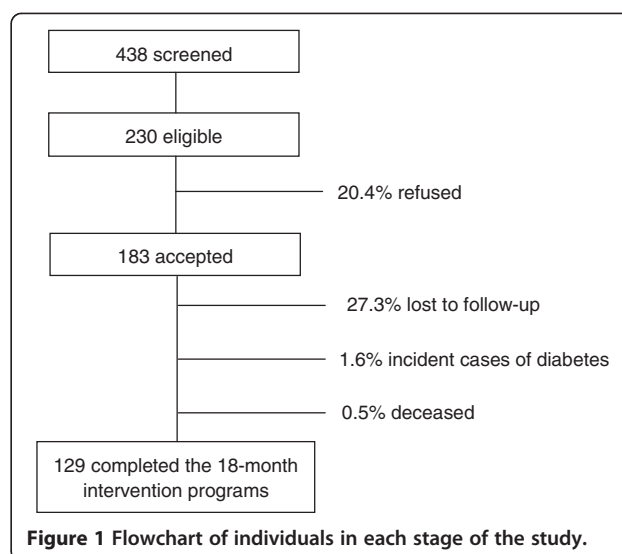 438 screened
230 eligible
20.4% refused
183 accepted
27.3% lost to follow-up
1.6% incident cases of diabetes
0.5% deceased
129 completed the 18-month
intervention programs
Figure 1 Flowchart of individuals in each stage of the study.